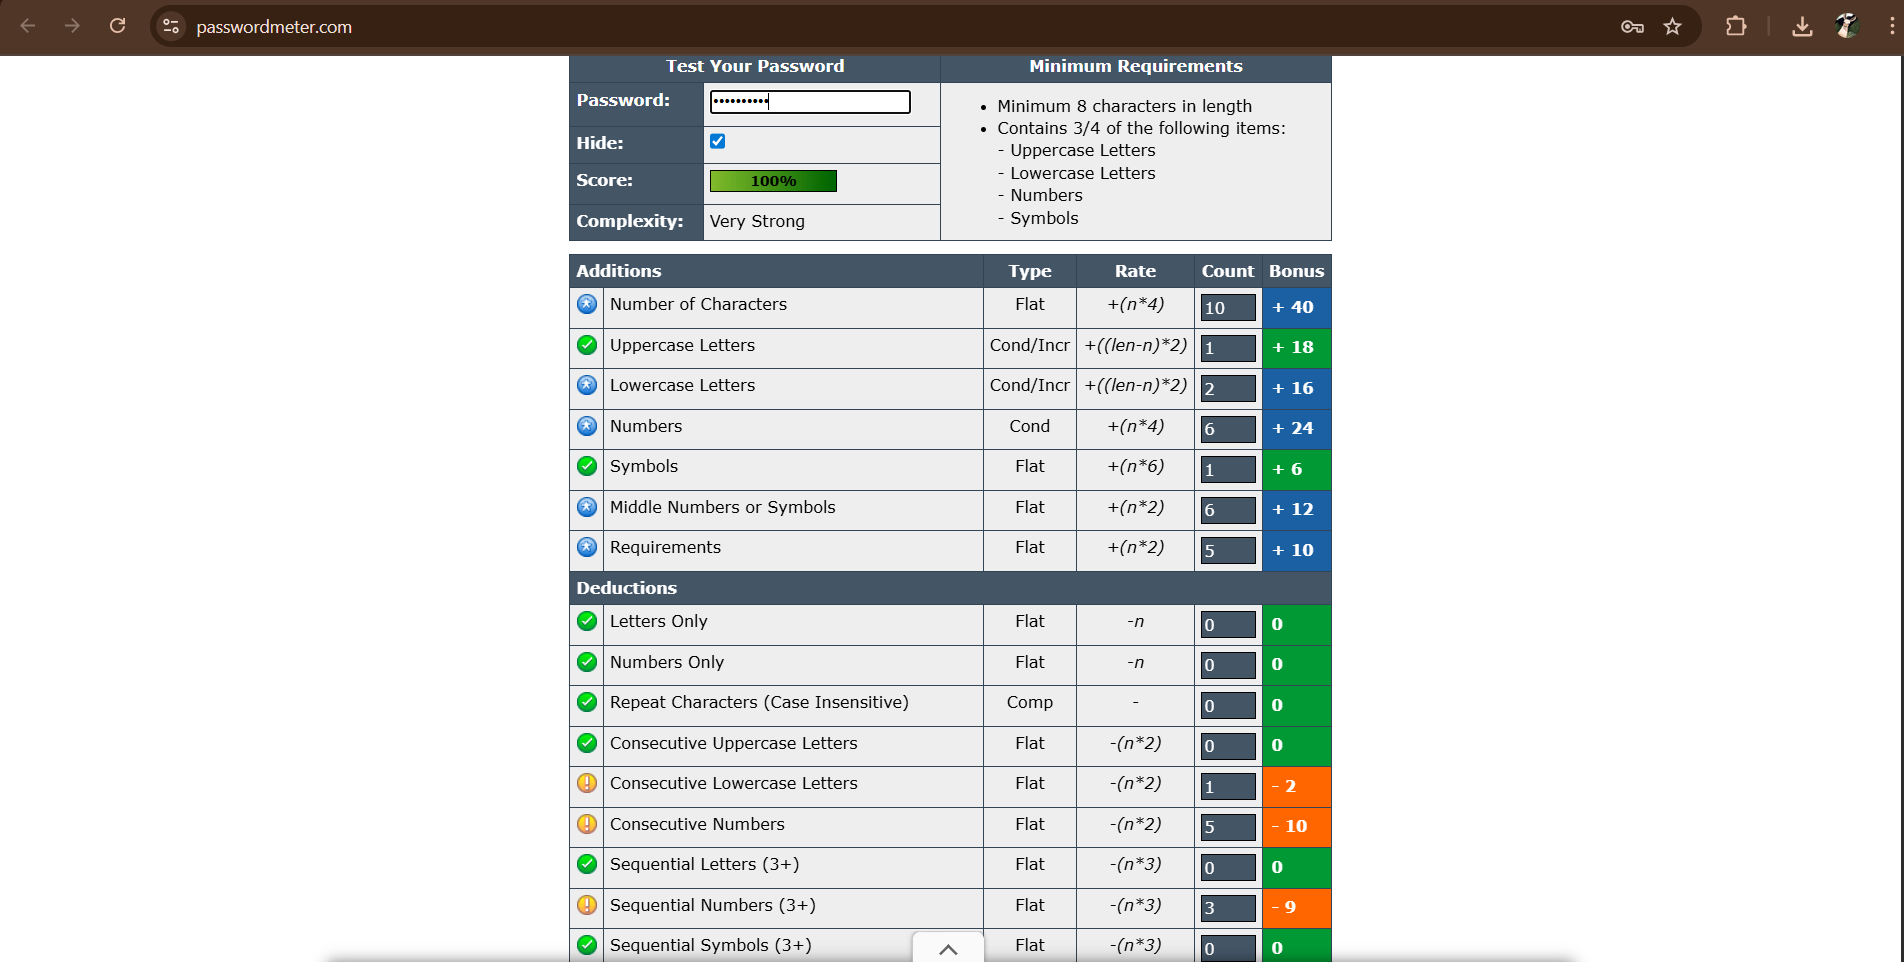 passwordmeter.com
Test Your Password Minimum Requirements
Password: ••••••••••
Hide:
Score: 100%
Complexity: Very Strong
• Minimum 8 characters in length
• Contains 3/4 of the following items:
- Uppercase Letters
- Lowercase Letters
- Numbers
- Symbols
Additions Type Rate Count Bonus
Number of Characters Flat +(n*4) 10 + 40
Uppercase Letters Cond/Incr +((len-n)*2) 1 + 18
Lowercase Letters Cond/Incr +((len-n)*2) 2 + 16
Numbers Cond +(n*4) 6 + 24
Symbols Flat +(n*6) 1 + 6
Middle Numbers or Symbols Flat +(n*2) 6 + 12
Requirements Flat +(n*2) 5 + 10
Deductions
Letters Only Flat -n 0 0
Numbers Only Flat -n 0 0
Repeat Characters (Case Insensitive) Comp - 0 0
Consecutive Uppercase Letters Flat -(n*2) 0 0
Consecutive Lowercase Letters Flat -(n*2) 1 - 2
Consecutive Numbers Flat -(n*2) 5 - 10
Sequential Letters (3+) Flat -(n*3) 0 0
Sequential Numbers (3+) Flat -(n*3) 3 - 9
Sequential Symbols (3+) Flat -(n*3) 0 0